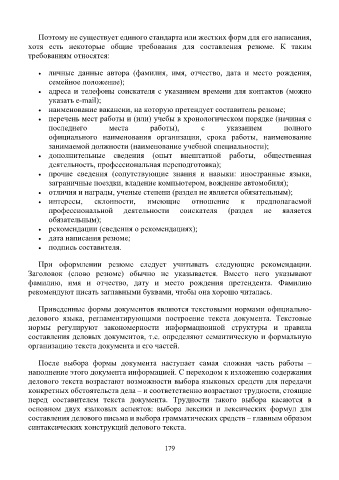 Поэтому не существует единого стандарта или жестких форм для его написания,
хотя есть некоторые общие требования для составления резюме. К таким
требованиям относятся:
• личные данные автора (фамилия, имя, отчество, дата и место рождения,
семейное положение);
• адреса и телефоны соискателя с указанием времени для контактов (можно
указать e-mail);
• наименование вакансии, на которую претендует составитель резюме;
• перечень мест работы и (или) учебы в хронологическом порядке (начиная с
последнего места работы), с указанием полного
официального наименования организации, срока работы, наименование
занимаемой должности (наименование учебной специальности);
• дополнительные сведения (опыт внештатной работы, общественная
деятельность, профессиональная переподготовка);
• прочие сведения (сопутствующие знания и навыки: иностранные языки,
заграничные поездки, владение компьютером, вождение автомобиля);
• отличия и награды, ученые степени (раздел не является обязательным);
• интересы, склонности, имеющие отношение к предполагаемой
профессиональной деятельности соискателя (раздел не является
обязательным);
• рекомендации (сведения о рекомендациях);
• дата написания резюме;
• подпись составителя.
При оформлении резюме следует учитывать следующие рекомендации.
Заголовок (слово резюме) обычно не указывается. Вместо него указывают
фамилию, имя и отчество, дату и место рождения претендента. Фамилию
рекомендуют писать заглавными буквами, чтобы она хорошо читалась.
Приведенные формы документов являются текстовыми нормами официально-
делового языка, регламентирующими построение текста документа. Текстовые
нормы регулируют закономерности информационной структуры и правила
составления деловых документов, т.е. определяют семантическую и формальную
организацию текста документа и его частей.
После выбора формы документа наступает самая сложная часть работы –
наполнение этого документа информацией. С переходом к изложению содержания
делового текста возрастают возможности выбора языковых средств для передачи
конкретных обстоятельств дела – и соответственно возрастают трудности, стоящие
перед составителем текста документа. Трудности такого выбора касаются в
основном двух языковых аспектов: выбора лексики и лексических формул для
составления делового письма и выбора грамматических средств – главным образом
синтаксических конструкций делового текста.
179